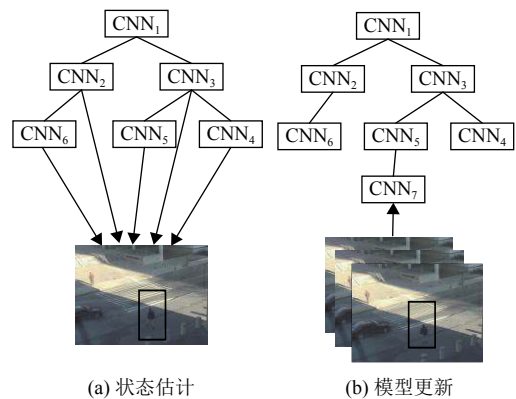 CNN₁
CNN₂ CNN₃
CNN₆ CNN₅ CNN₄
(a) 状态估计
CNN₁
CNN₂ CNN₃
CNN₆ CNN₅ CNN₄
CNN₇
(b) 模型更新